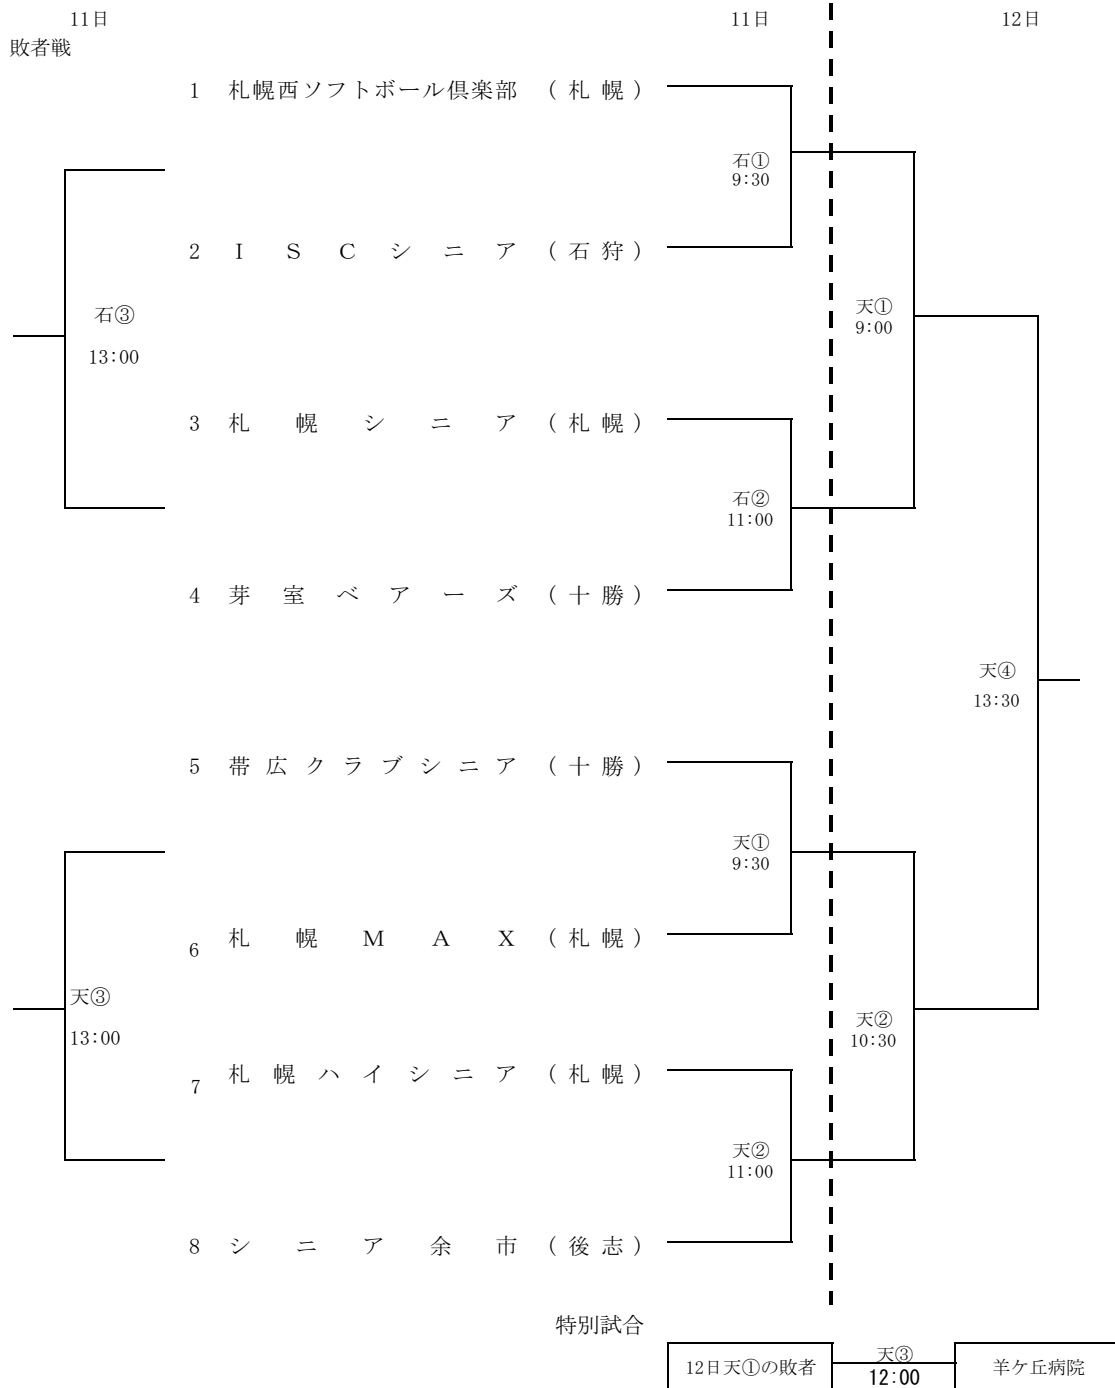 11日 11日 12日
敗者戦
1 札幌西ソフトボール倶楽部 (札幌)
石①
9:30
2 ＩＳＣシニア (石狩)
天①
9:00
石③
13:00
3 札幌シニア (札幌)
石②
11:00
4 芽室ベアーズ (十勝)
天④
13:30
5 帯広クラブシニア (十勝)
天①
9:30
6 札幌ＭＡＸ (札幌)
天③
13:00
天②
10:30
7 札幌ハイシニア (札幌)
天②
11:00
8 シニア余市 (後志)
特別試合
12日天①の敗者 天③ 羊ケ丘病院
12:00